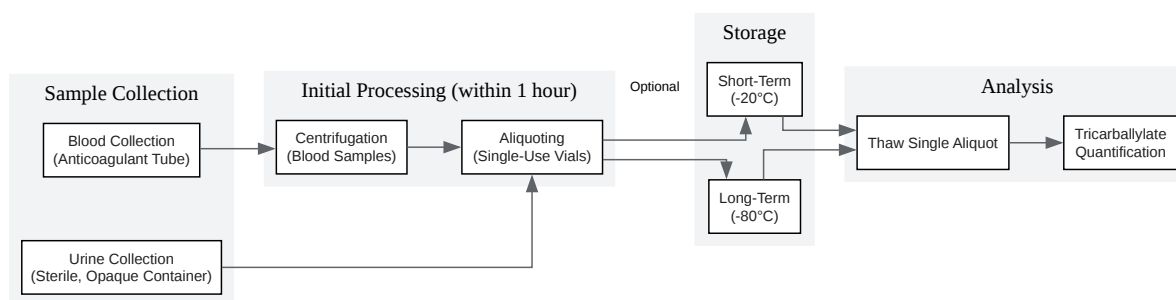 Sample Collection
Blood Collection
(Anticoagulant Tube)
Urine Collection
(Sterile, Opaque Container)
Initial Processing (within 1 hour)
Centrifugation
(Blood Samples)
Aliquoting
(Single-Use Vials)
Optional
Storage
Short-Term
(-20°C)
Long-Term
(-80°C)
Analysis
Thaw Single Aliquot
Tricarballylate
Quantification